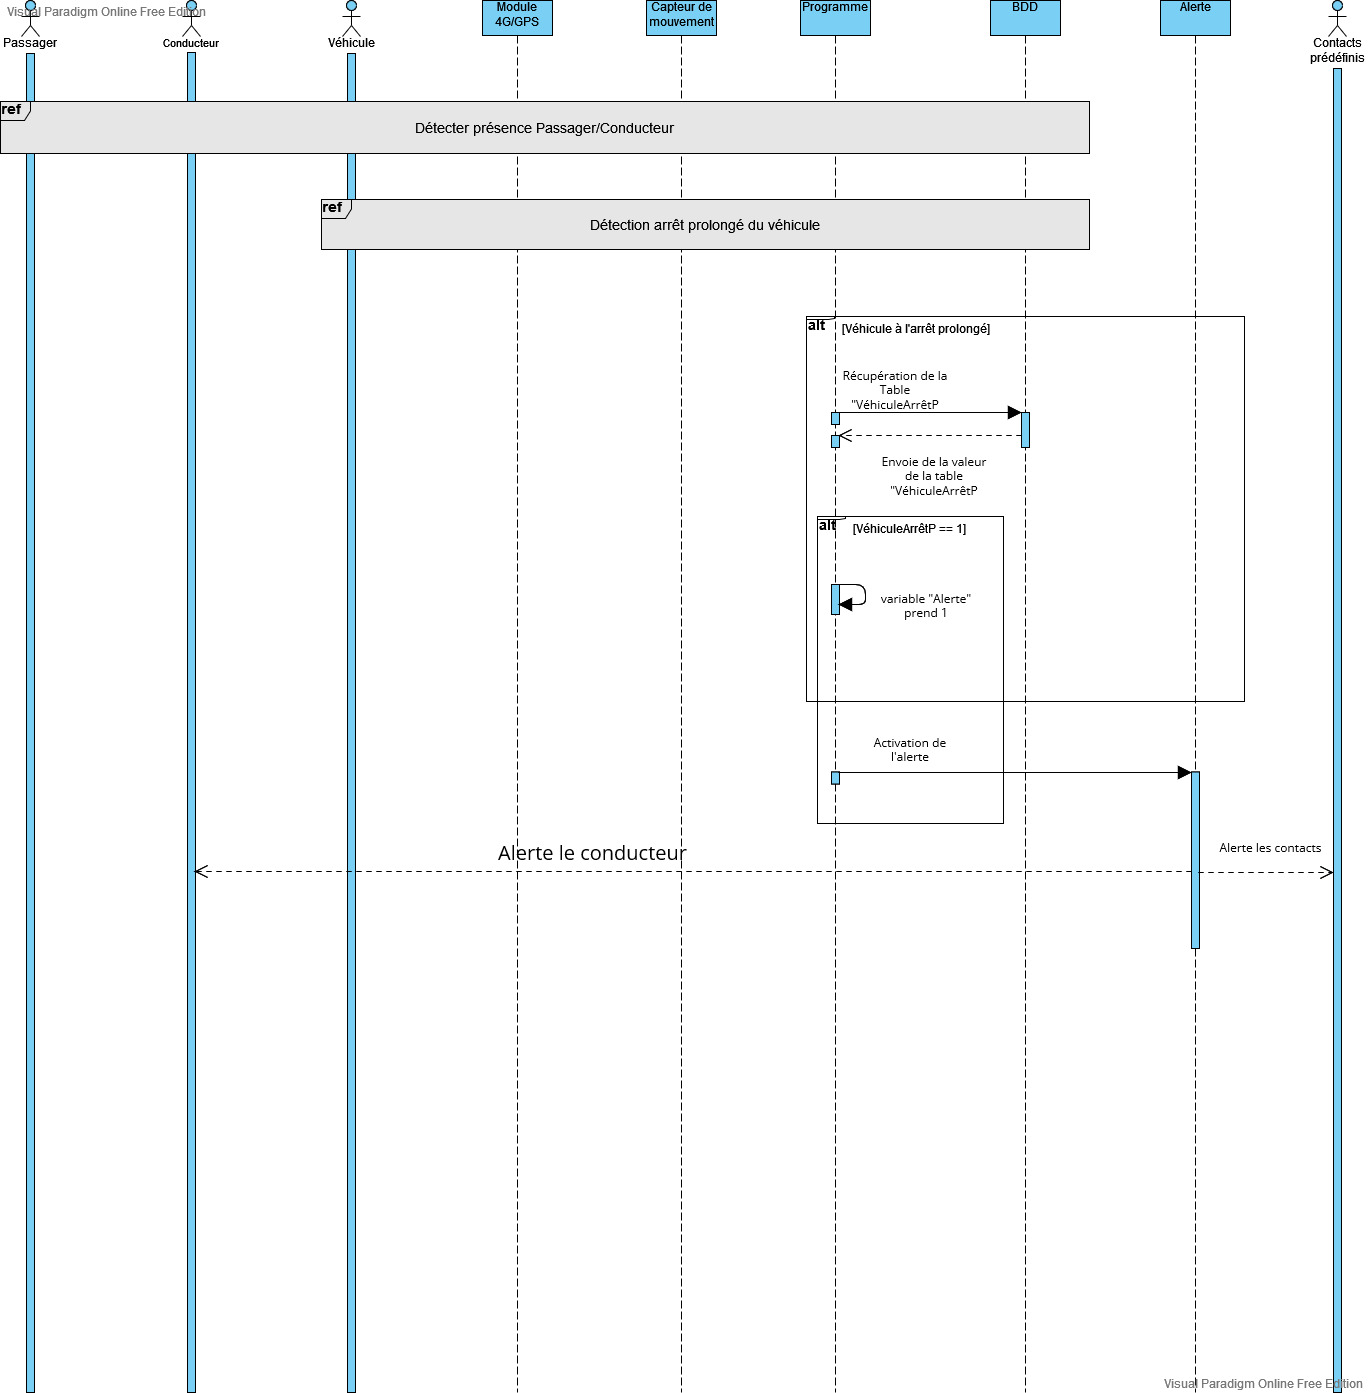 Visual Paradigm Online Free Edition
Passager
Conducteur
Véhicule
Module
4G/GPS
Capteur de
mouvement
Programme
BDD
Alerte
Contacts
prédéfinis
ref
Détecter présence Passager/Conducteur
ref
Détection arrêt prolongé du véhicule
alt
[Véhicule à l'arrêt prolongé]
Récupération de la
Table
"VéhiculeArrêtP
Envoie de la valeur
de la table
"VéhiculeArrêtP
alt
[VéhiculeArrêtP == 1]
variable "Alerte"
prend 1
Activation de
l'alerte
Alerte le conducteur
Alerte les contacts
Visual Paradigm Online Free Edition